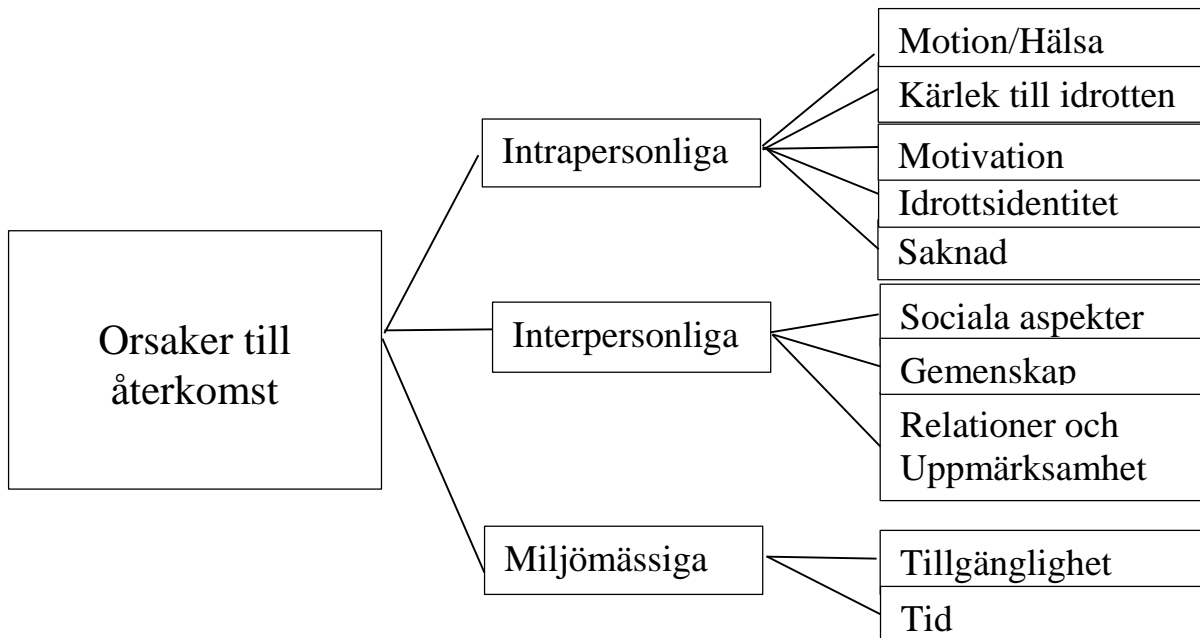 Orsaker till
återkomst
Intrapersonliga
Motion/Hälsa
Kärlek till idrotten
Motivation
Idrottsidentitet
Saknad
Interpersonliga
Sociala aspekter
Gemenskap
Relationer och
Uppmärksamhet
Miljömässiga
Tillgänglighet
Tid